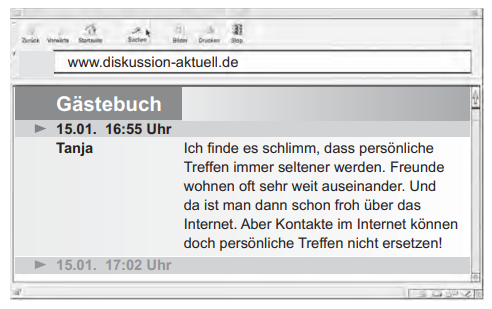 Zurück Vorwärts Startseite Suchen Bilder Drucken Stop
www.diskussion-aktuell.de
Gästebuch
15.01. 16:55 Uhr
Tanja
Ich finde es schlimm, dass persönliche
Treffen immer seltener werden. Freunde
wohnen oft sehr weit auseinander. Und
da ist man dann schon froh über das
Internet. Aber Kontakte im Internet können
doch persönliche Treffen nicht ersetzen!
15.01. 17:02 Uhr